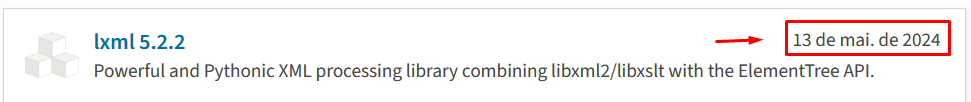 lxml 5.2.2
13 de mai. de 2024
Powerful and Pythonic XML processing library combining libxml2/libxslt with the ElementTree API.